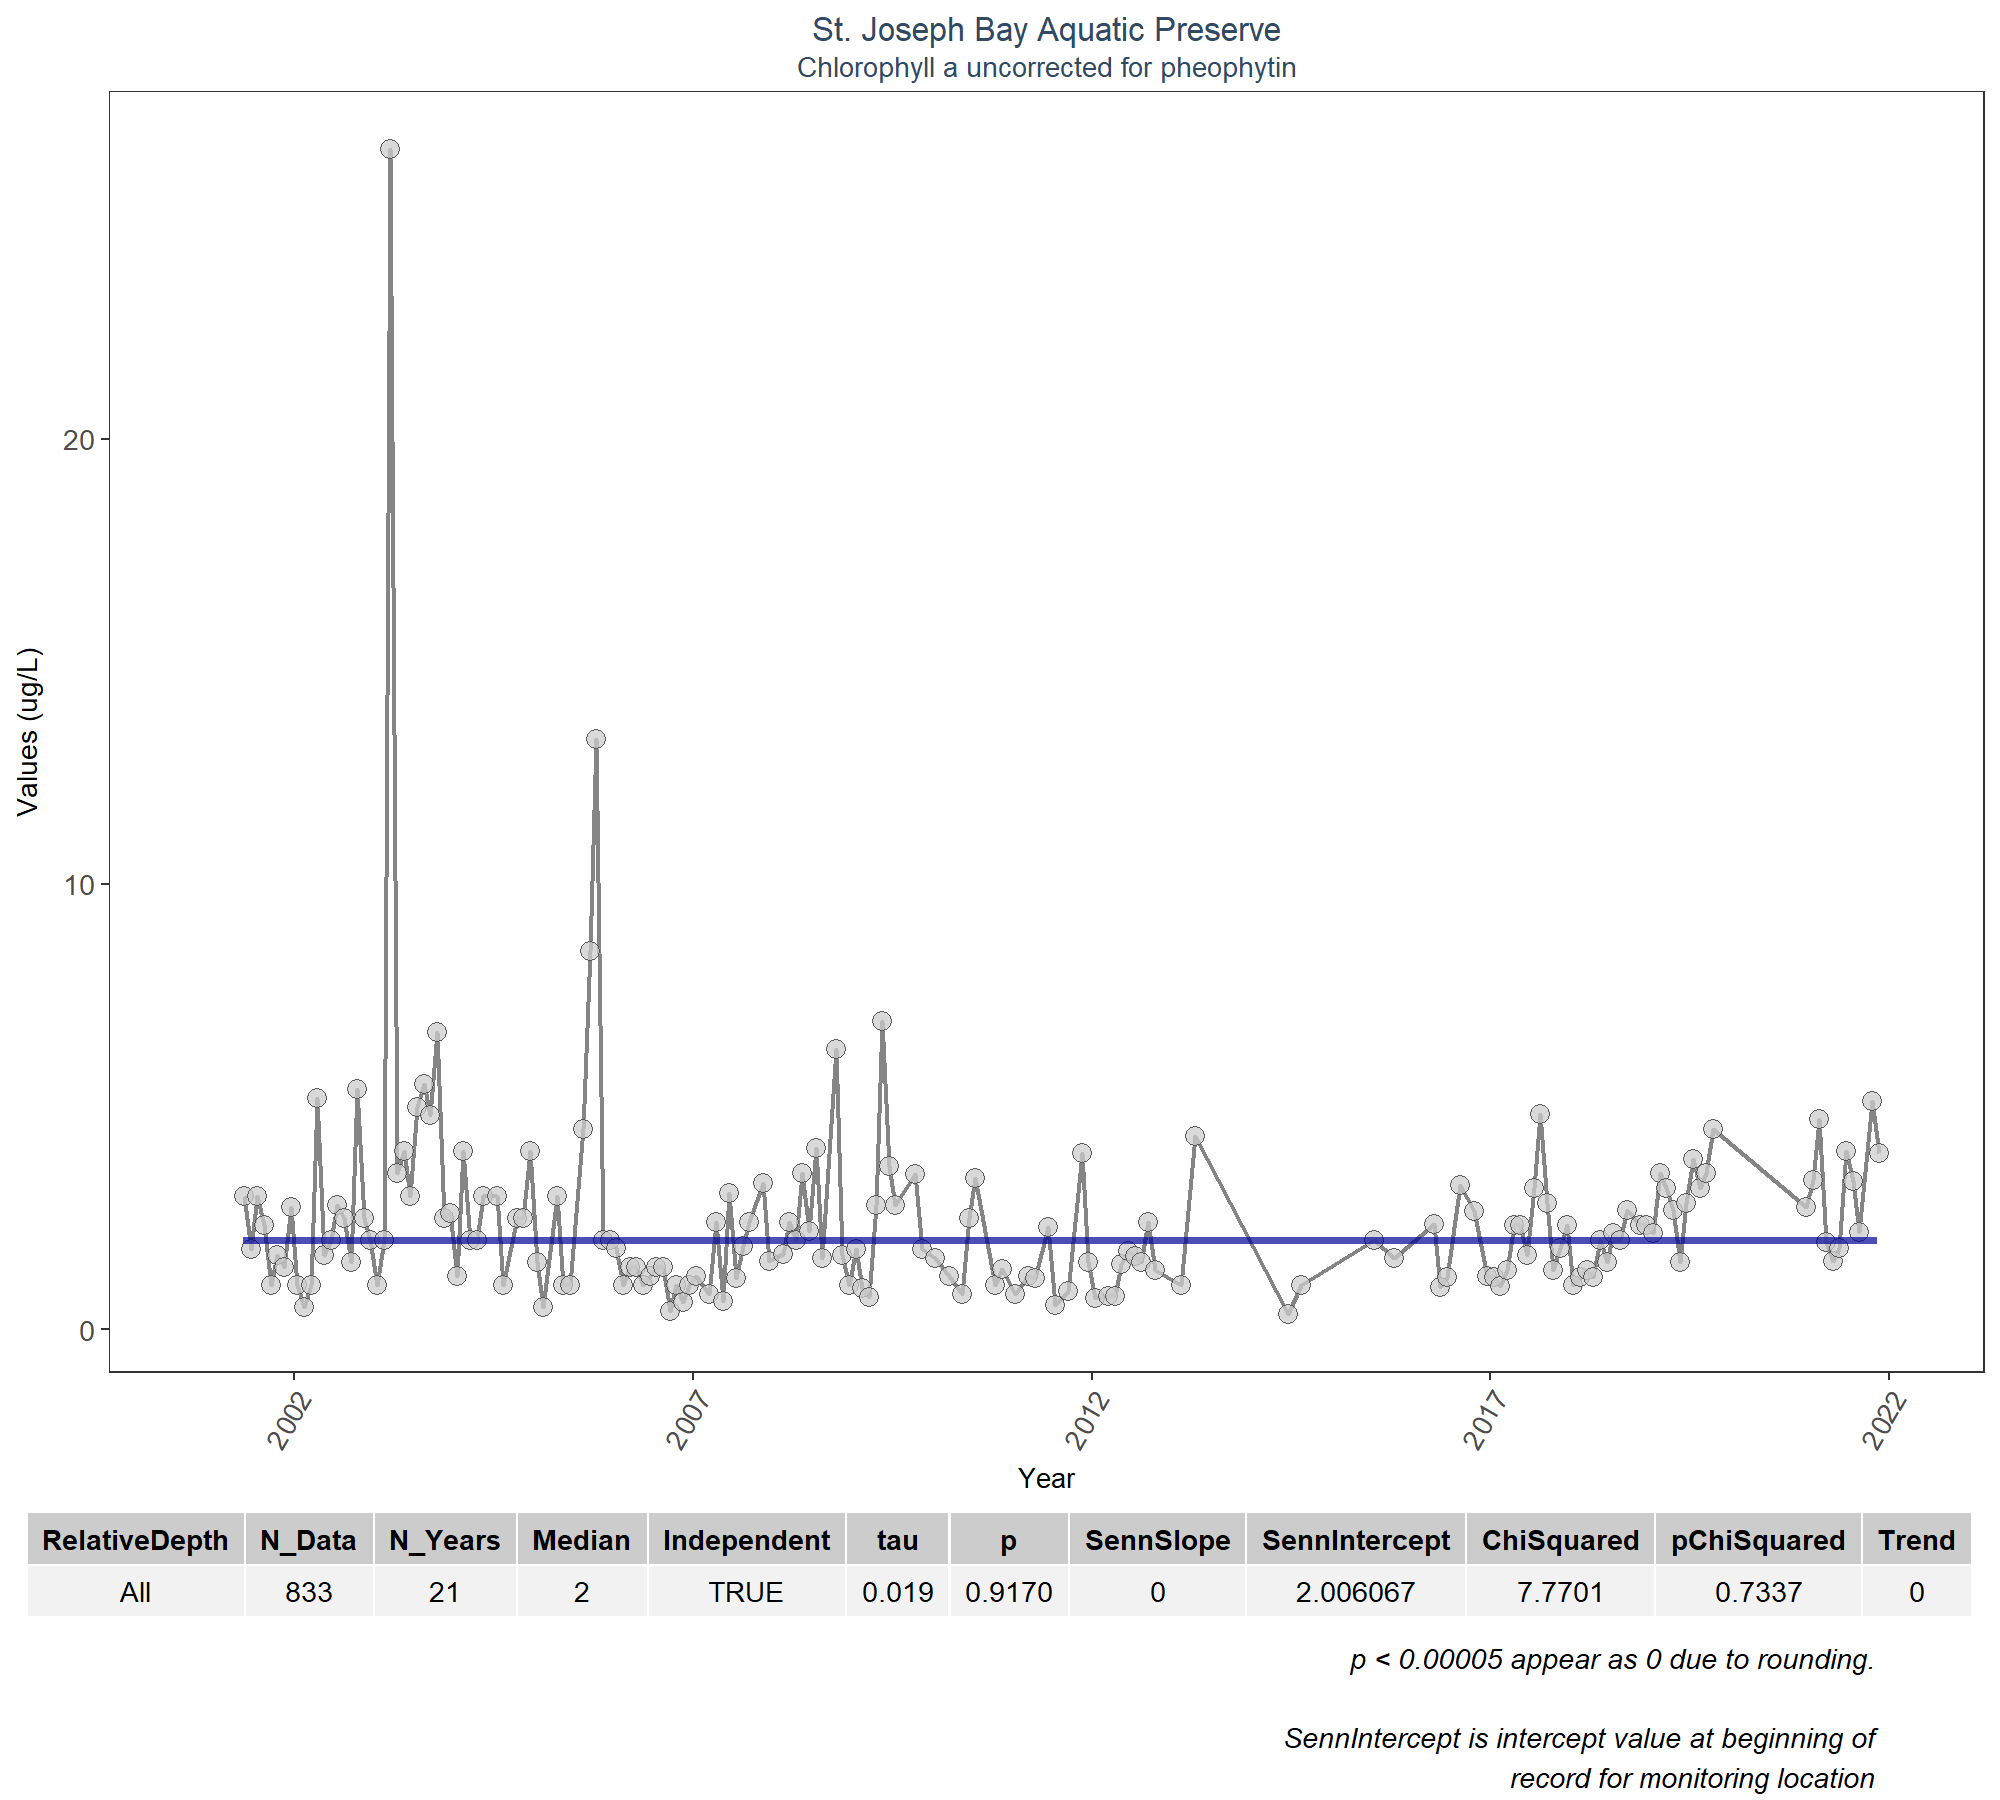 St. Joseph Bay Aquatic Preserve
Chlorophyll a uncorrected for pheophytin
Values (ug/L)
20
10
0
2002 2007 2012 2017 2022
Year
RelativeDepth N_Data N_Years Median Independent tau p SennSlope SennIntercept ChiSquared pChiSquared Trend
All 833 21 2 TRUE 0.019 0.9170 0 2.006067 7.7701 0.7337 0
p < 0.00005 appear as 0 due to rounding.
SennIntercept is intercept value at beginning of
record for monitoring location